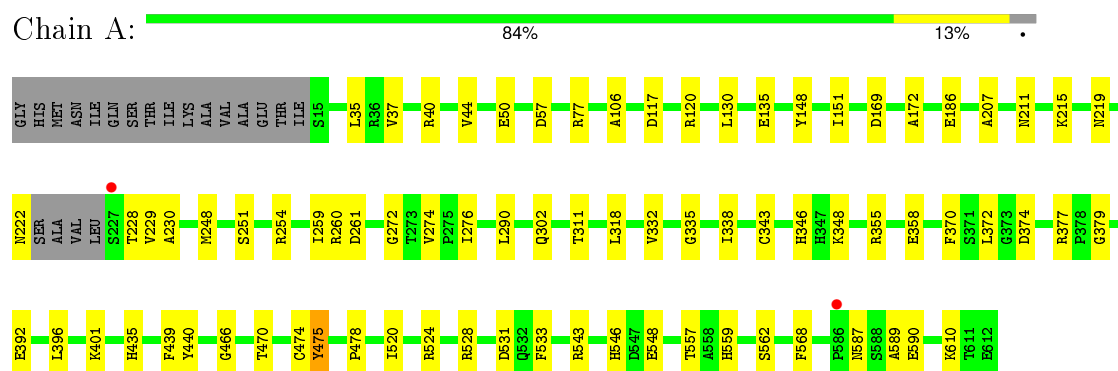 Chain A:
84%
13%
GLY HIS MET ASN ILE GLN SER THR ILE LYS ALA VAL ALA GLU THR ILE S15 L35 R36 V37 R40 V44 E50 D57 R77 A106 D117 R120 L130 E135 Y148 I151 D169 A172 E186 A207 N211 K215 N219
N222 SER ALA VAL LEU S227 T228 V229 A230 M248 S251 R254 I259 R260 D261 G272 T273 V274 P275 I276 L290 Q302 T311 L318 V332 G335 I338 C343 H346 H347 K348 R355 E358 F370 S371 L372 G373 D374 R377 P378 G379
E392 L396 K401 H435 F439 Y440 G466 T470 C474 Y475 P478 I520 R524 R528 D531 Q532 F533 R543 H546 D547 E548 T557 A558 H559 S562 F568 P586 N587 S588 A589 E590 K610 T611 E612